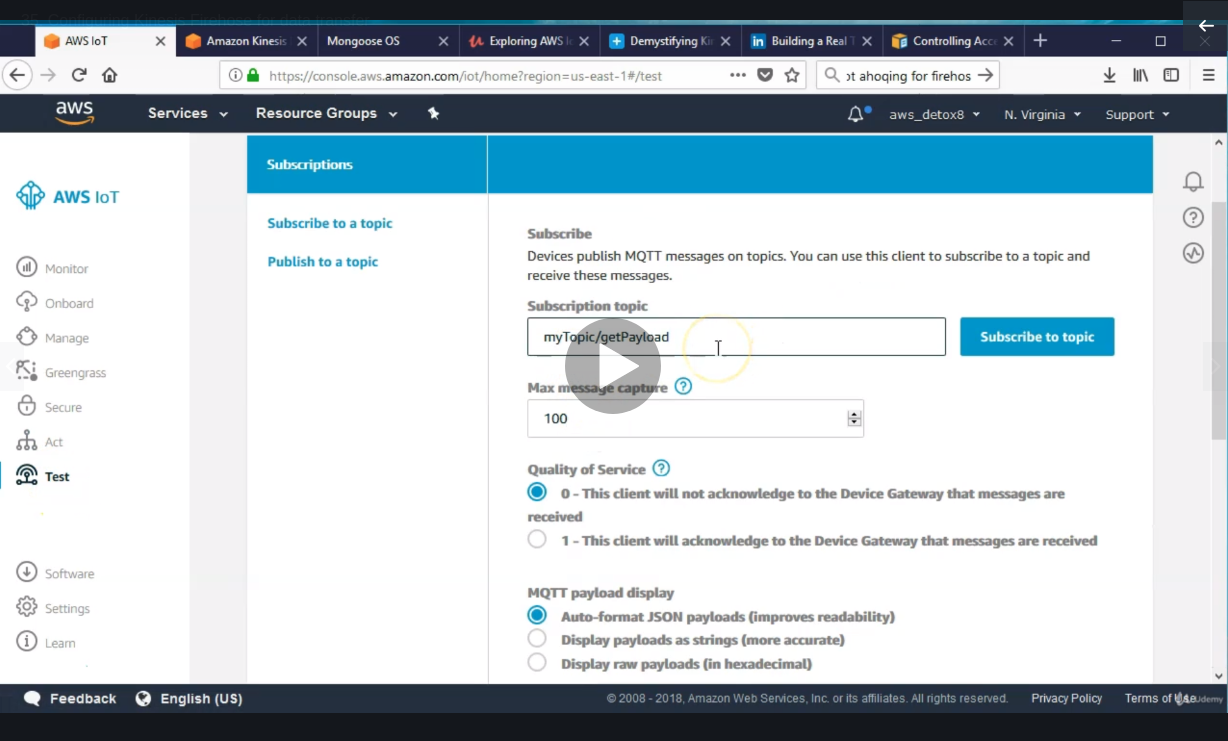 AWS IoT
Amazon Kinesis
Mongoose OS
Exploring AWS Io
Demystifying Kin
Building a Real T
Controlling Acce
https://console.aws.amazon.com/iot/home?region=us-east-1#/test
ot ahoqing for firehos
aws
Services
Resource Groups
aws_detox8
N. Virginia
Support
Subscriptions
AWS IoT
Monitor
Onboard
Manage
Greengrass
Secure
Act
Test
Software
Settings
Learn
Subscribe to a topic
Publish to a topic
Subscribe
Devices publish MQTT messages on topics. You can use this client to subscribe to a topic and
receive these messages.
Subscription topic
myTopic/getPayload
Subscribe to topic
Max message capture
100
Quality of Service
0 - This client will not acknowledge to the Device Gateway that messages are
received
1 - This client will acknowledge to the Device Gateway that messages are received
MQTT payload display
Auto-format JSON payloads (improves readability)
Display payloads as strings (more accurate)
Display raw payloads (in hexadecimal)
Feedback
English (US)
© 2008 - 2018, Amazon Web Services, Inc. or its affiliates. All rights reserved.
Privacy Policy
Terms of Use
Udemy